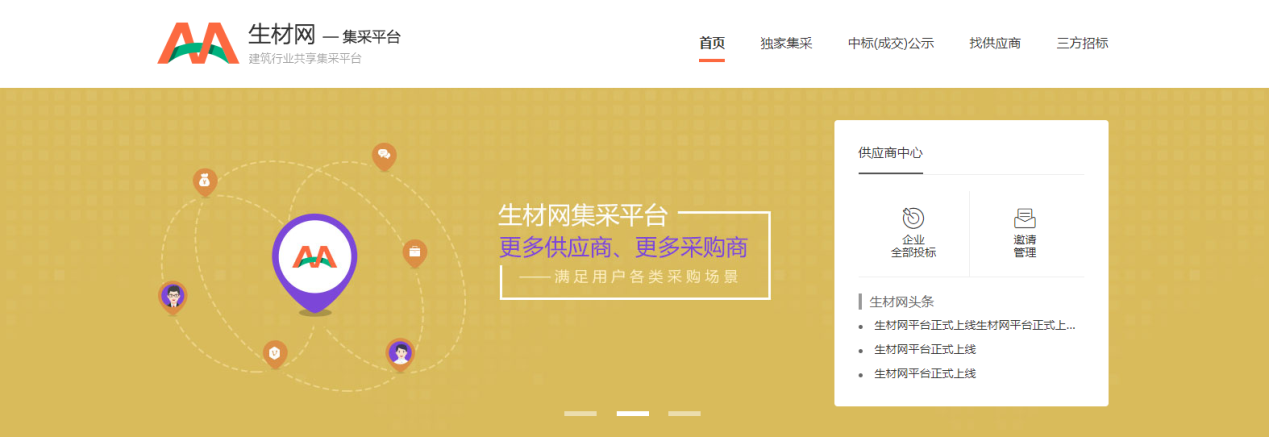 生材网 — 集采平台
建筑行业共享集采平台
首页 独家集采 中标(成交)公示 找供应商 三方招标
生材网集采平台
更多供应商、更多采购商
——满足用户各类采购场景
供应商中心
企业
全部投标
邀请
管理
生材网头条
生材网平台正式上线生材网平台正式上...
生材网平台正式上线
生材网平台正式上线